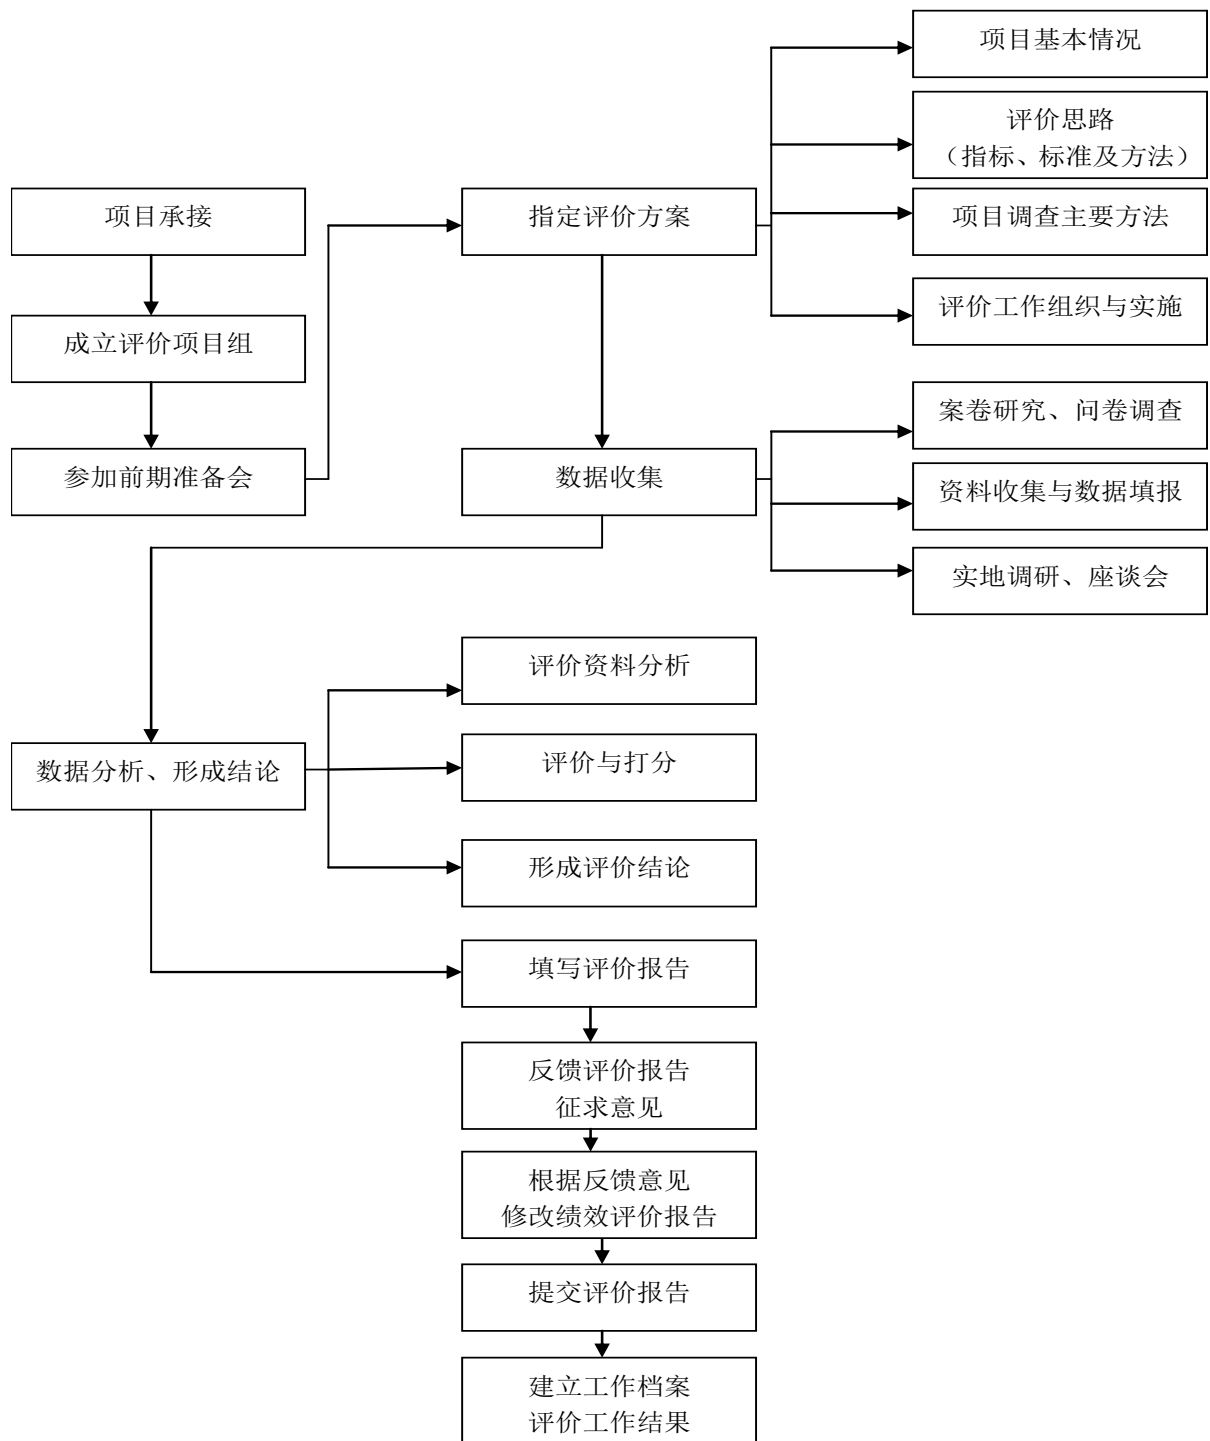 项目基本情况
评价思路
（指标、标准及方法）
项目承接
指定评价方案
项目调查主要方法
评价工作组织与实施
成立评价项目组
案卷研究、问卷调查
参加前期准备会
数据收集
资料收集与数据填报
实地调研、座谈会
评价资料分析
数据分析、形成结论
评价与打分
形成评价结论
填写评价报告
反馈评价报告
征求意见
根据反馈意见
修改绩效评价报告
提交评价报告
建立工作档案
评价工作结果